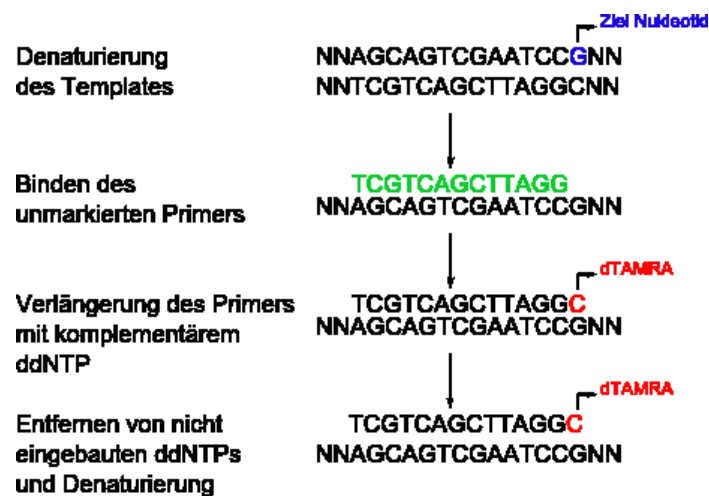 Ziel Nukleotid
Denaturierung
des Templates
NNAGCAGTCGAATCCGNN
NNTCGTCAGCTTAGGCNN
Binden des
unmarkierten Primers
TCGTCAGCTTAGG
NNAGCAGTCGAATCCGNN
dTAMRA
Verlängerung des Primers
mit komplementärem
ddNTP
TCGTCAGCTTAGGC
NNAGCAGTCGAATCCGNN
dTAMRA
Entfernen von nicht
eingebauten ddNTPs
und Denaturierung
TCGTCAGCTTAGGC
NNAGCAGTCGAATCCGNN